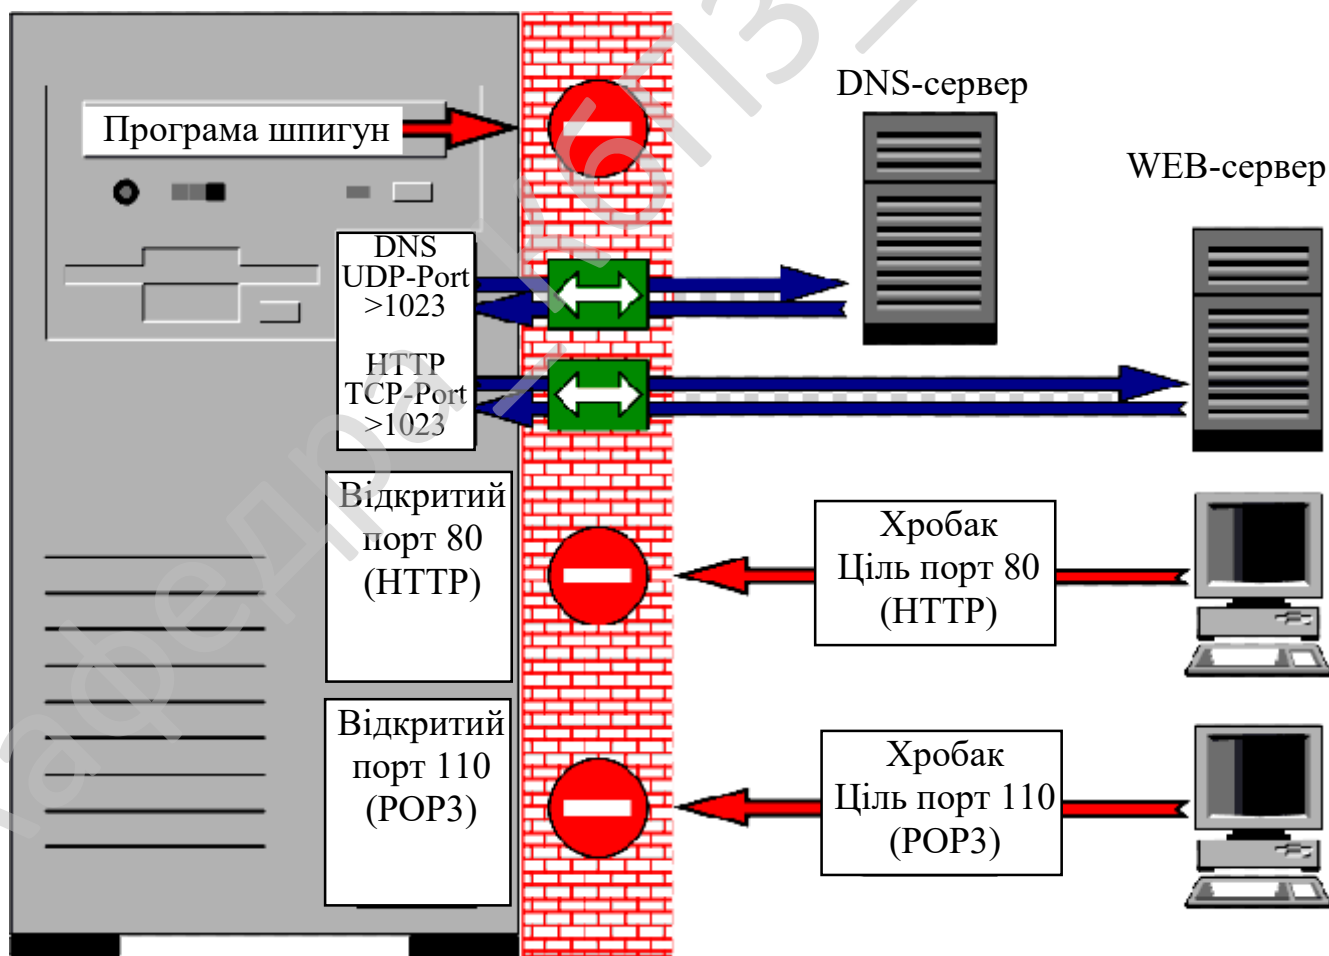 DNS-сервер
WEB-сервер
Програма шпигун
DNS
UDP-Port
>1023
HTTP
TCP-Port
>1023
Відкритий
порт 80
(HTTP)
Хробак
Ціль порт 80
(HTTP)
Відкритий
порт 110
(POP3)
Хробак
Ціль порт 110
(POP3)